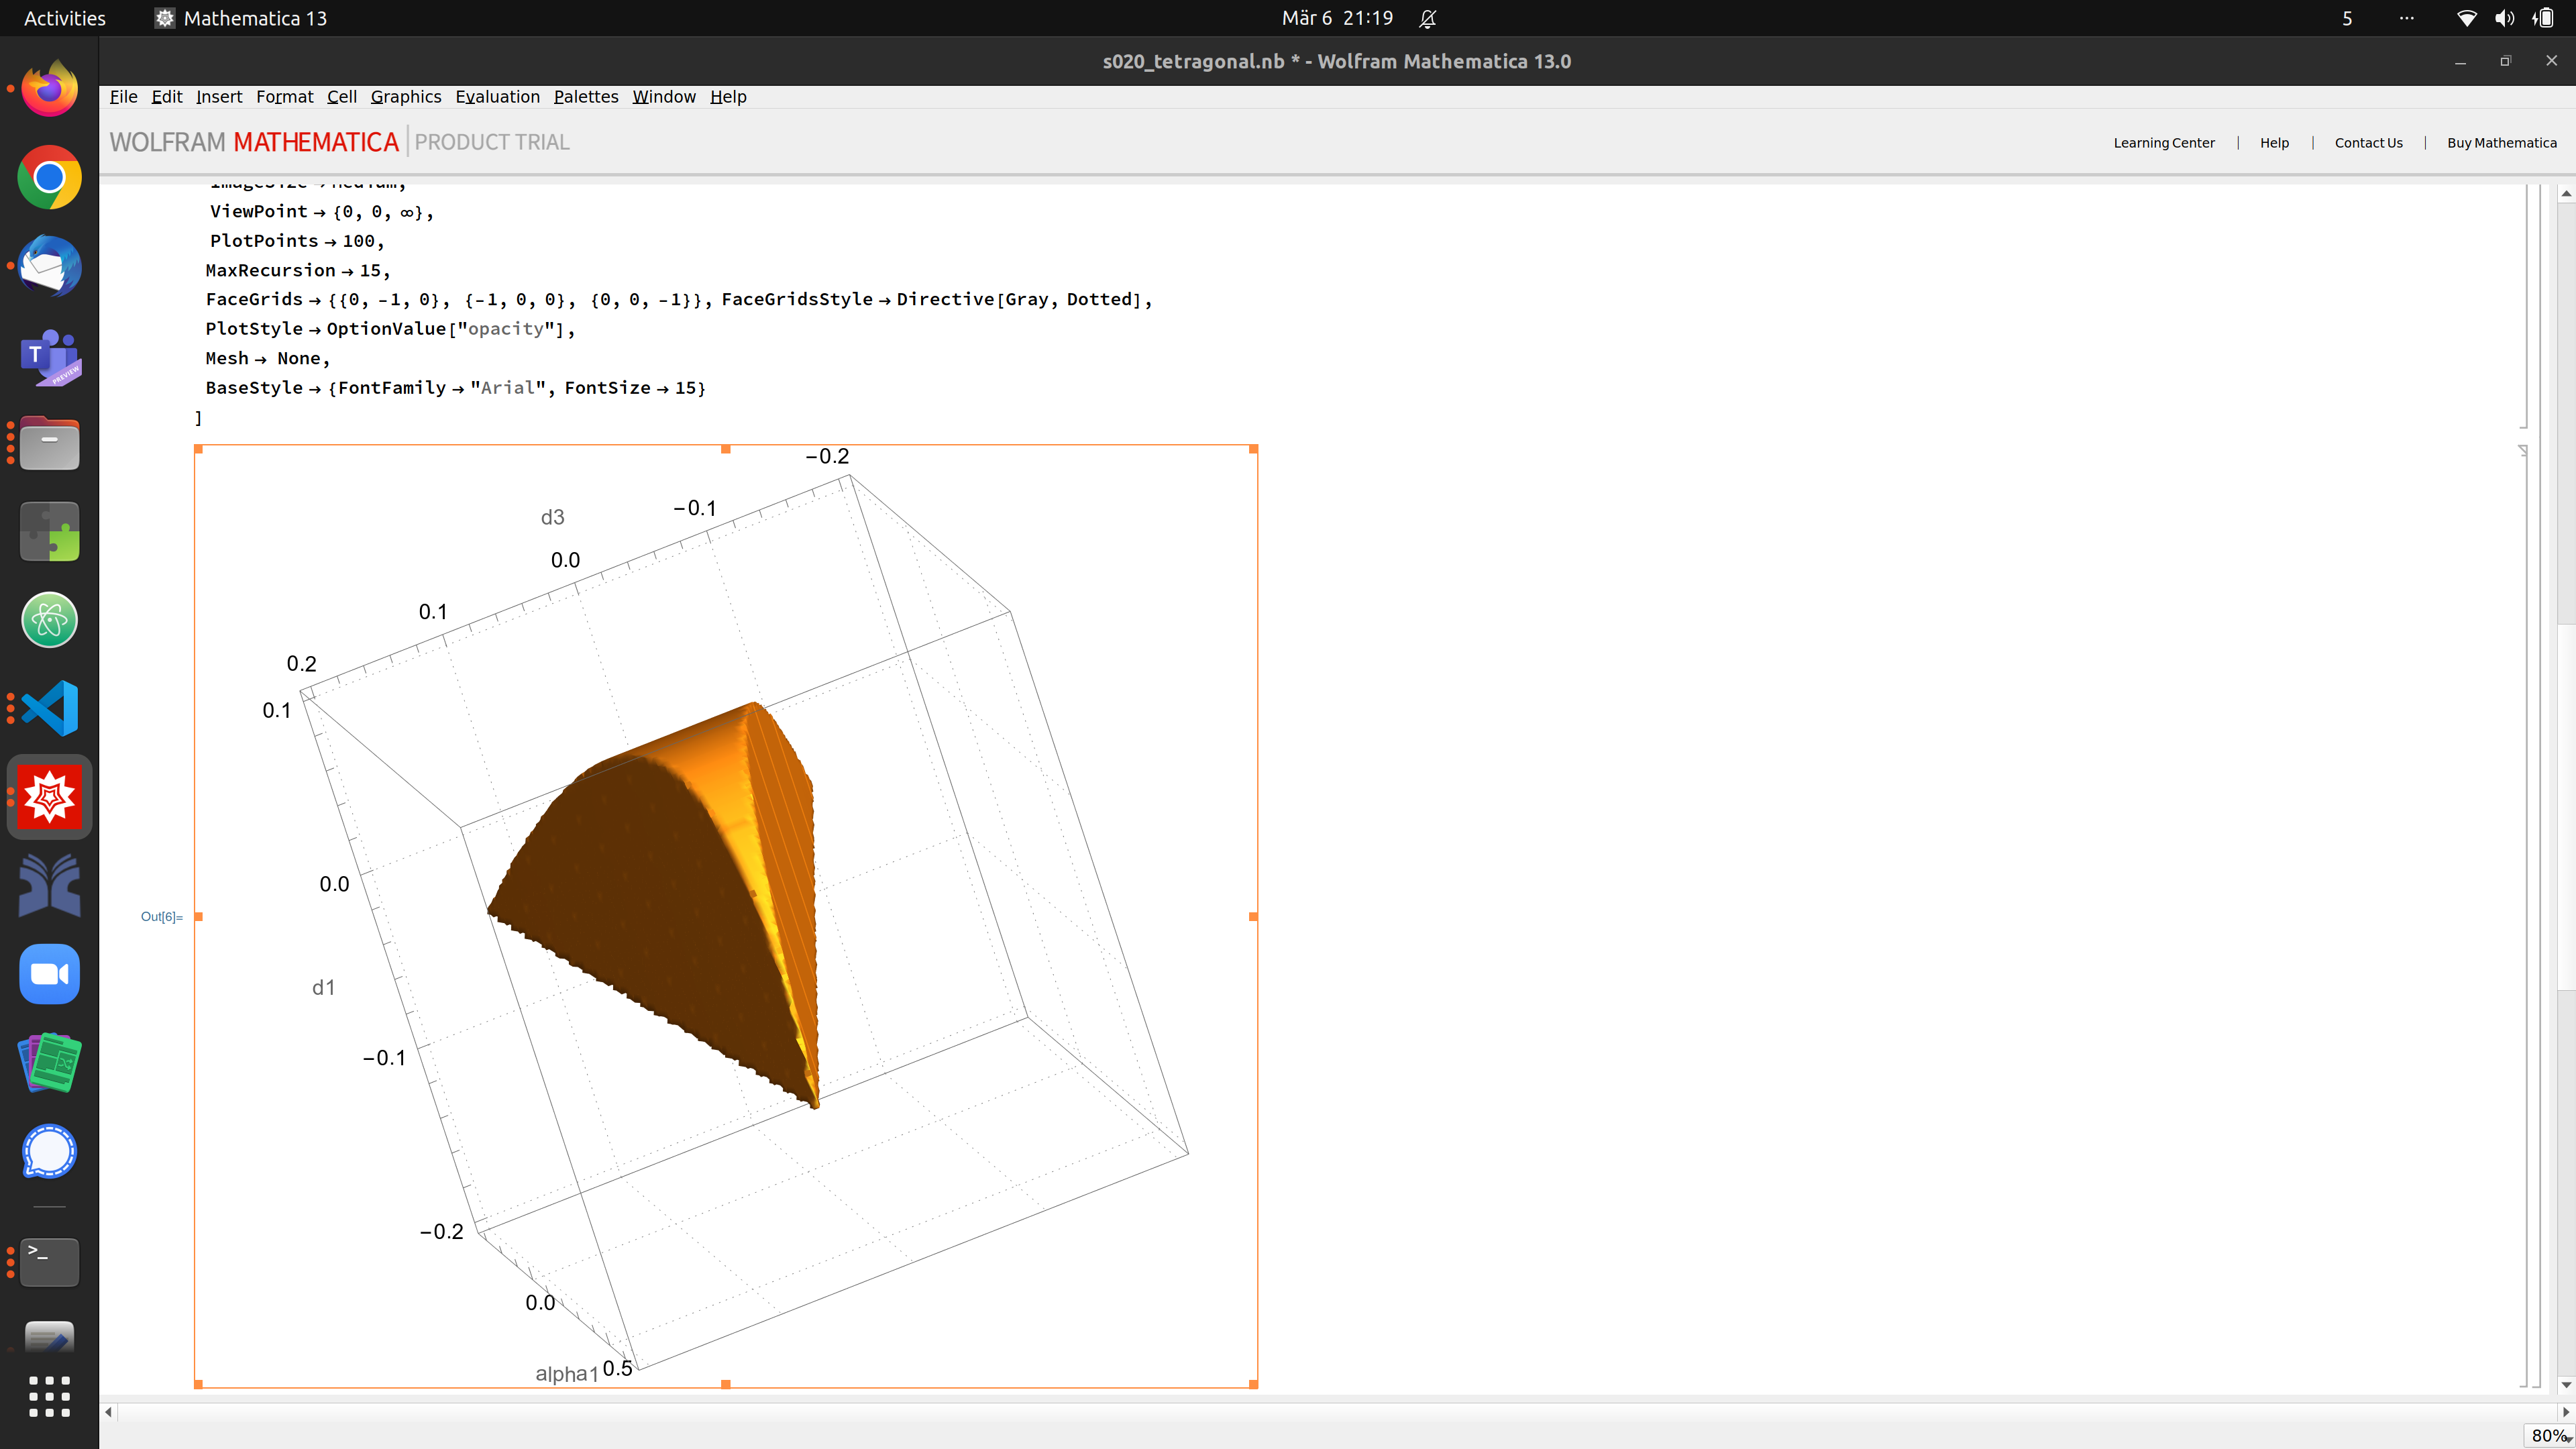 Activities
Mathematica 13
Mär 6 21:19
5
s020_tetragonal.nb * - Wolfram Mathematica 13.0
File Edit Insert Format Cell Graphics Evaluation Palettes Window Help
WOLFRAM MATHEMATICA | PRODUCT TRIAL
Learning Center | Help | Contact Us | Buy Mathematica
ImageSize → Medium,
ViewPoint → {0, 0, ∞},
PlotPoints → 100,
MaxRecursion → 15,
FaceGrids → {{0, -1, 0}, {-1, 0, 0}, {0, 0, -1}}, FaceGridsStyle → Directive[Gray, Dotted],
PlotStyle → OptionValue["opacity"],
Mesh → None,
BaseStyle → {FontFamily → "Arial", FontSize → 15}
]
−0.2
−0.1
d3
0.0
0.1
0.2
0.1
0.0
Out[6]=
d1
−0.1
−0.2
0.0
alpha1
0.5
T
PREVIEW
>_
80%